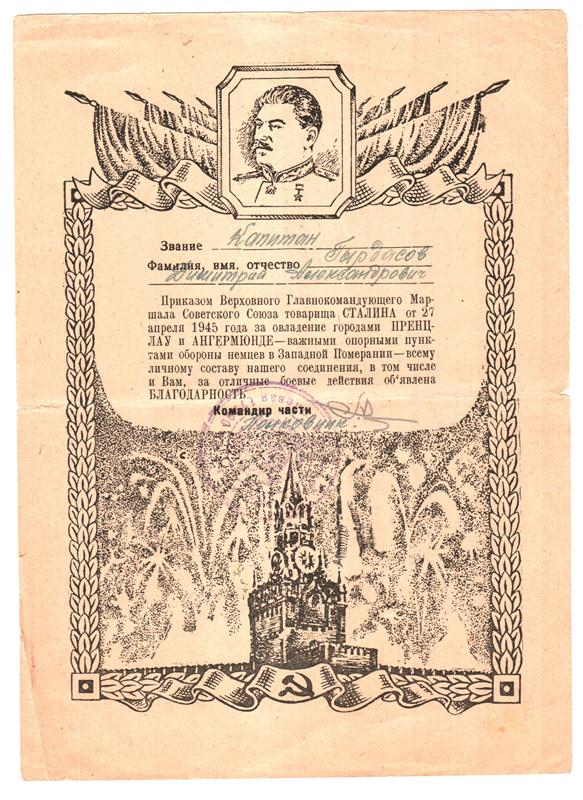 Звание Капитан
Фамилия, имя, отчество Гырдасов
Димитрий Александрович
Приказом Верховного Главнокомандующего Мар-
шала Советского Союза товарища СТАЛИНА от 27
апреля 1945 года за овладение городами ПРЕНЦ-
ЛАУ и АНГЕРМЮНДЕ—важными опорными пунк-
тами обороны немцев в Западной Померании—всему
личному составу нашего соединения, в том числе
и Вам, за отличные боевые действия об'явлена
БЛАГОДАРНОСТЬ
Командир части
Полковник